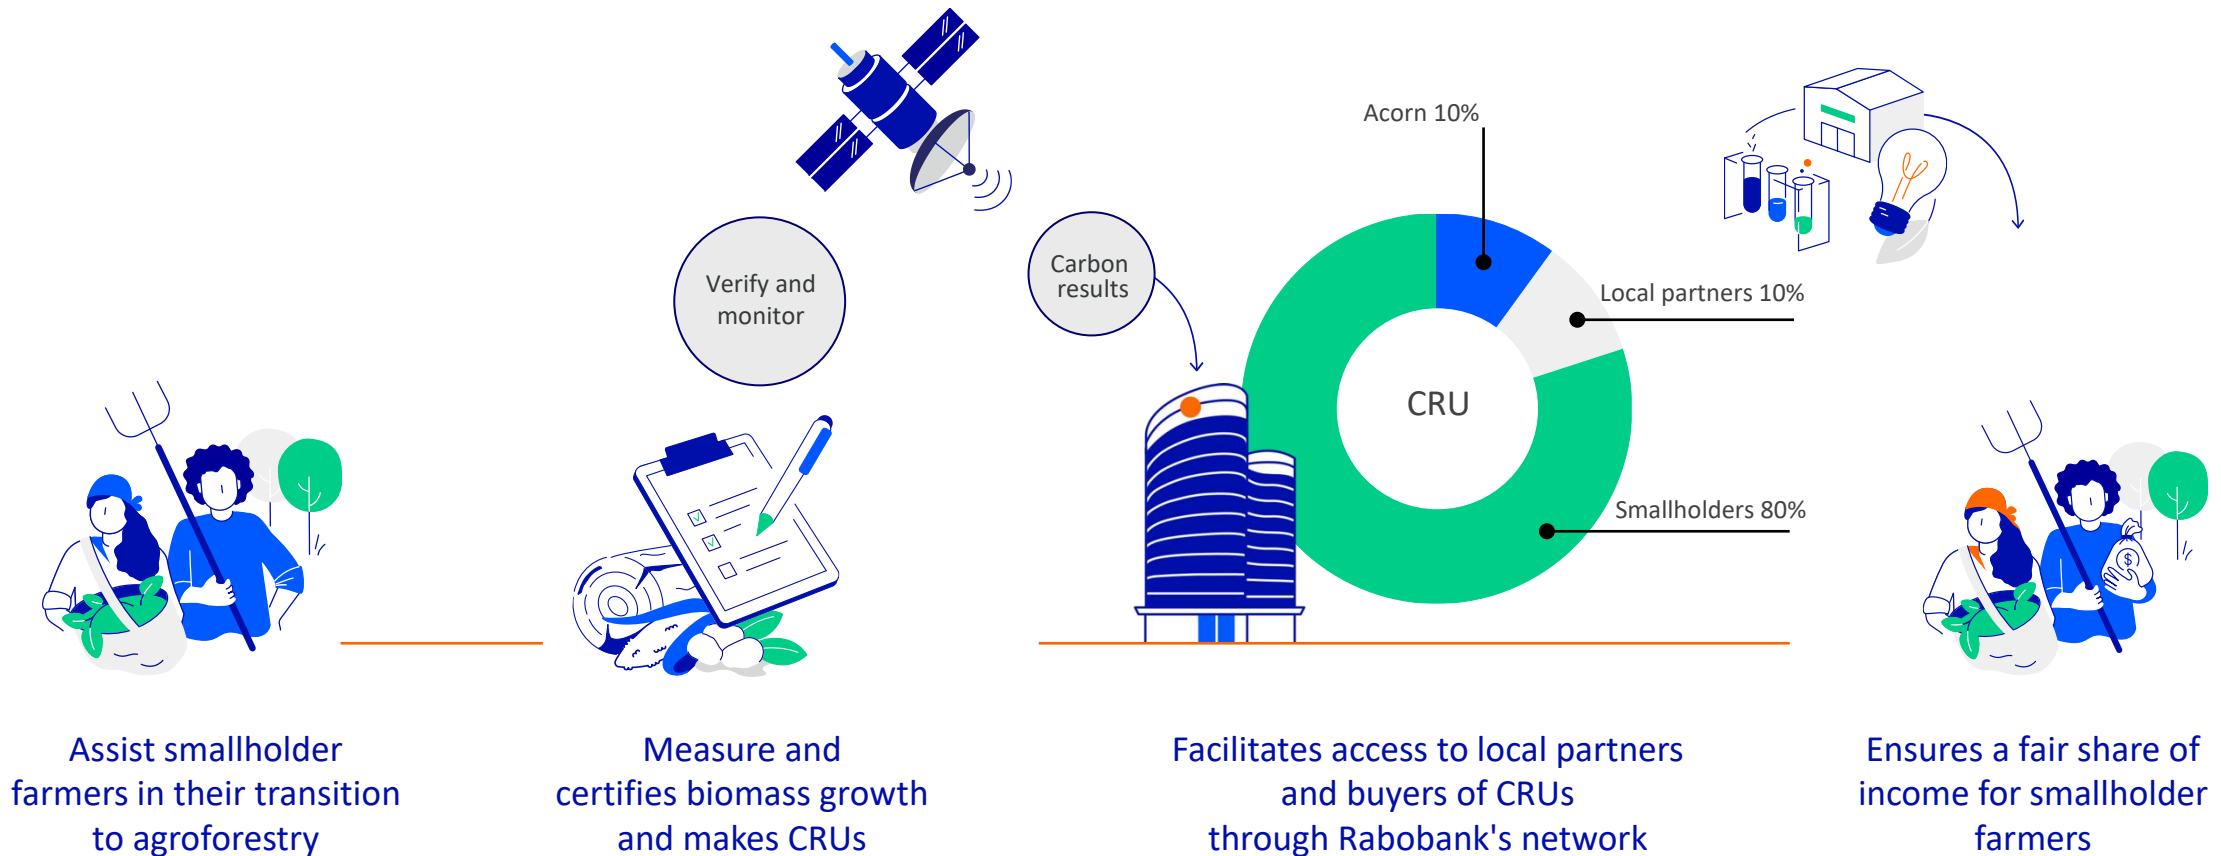 Acorn 10%
Verify and
monitor
Carbon
results
Local partners 10%
CRU
Smallholders 80%
$
Assist smallholder
farmers in their transition
to agroforestry
Measure and
certifies biomass growth
and makes CRUs
Facilitates access to local partners
and buyers of CRUs
through Rabobank's network
Ensures a fair share of
income for smallholder
farmers